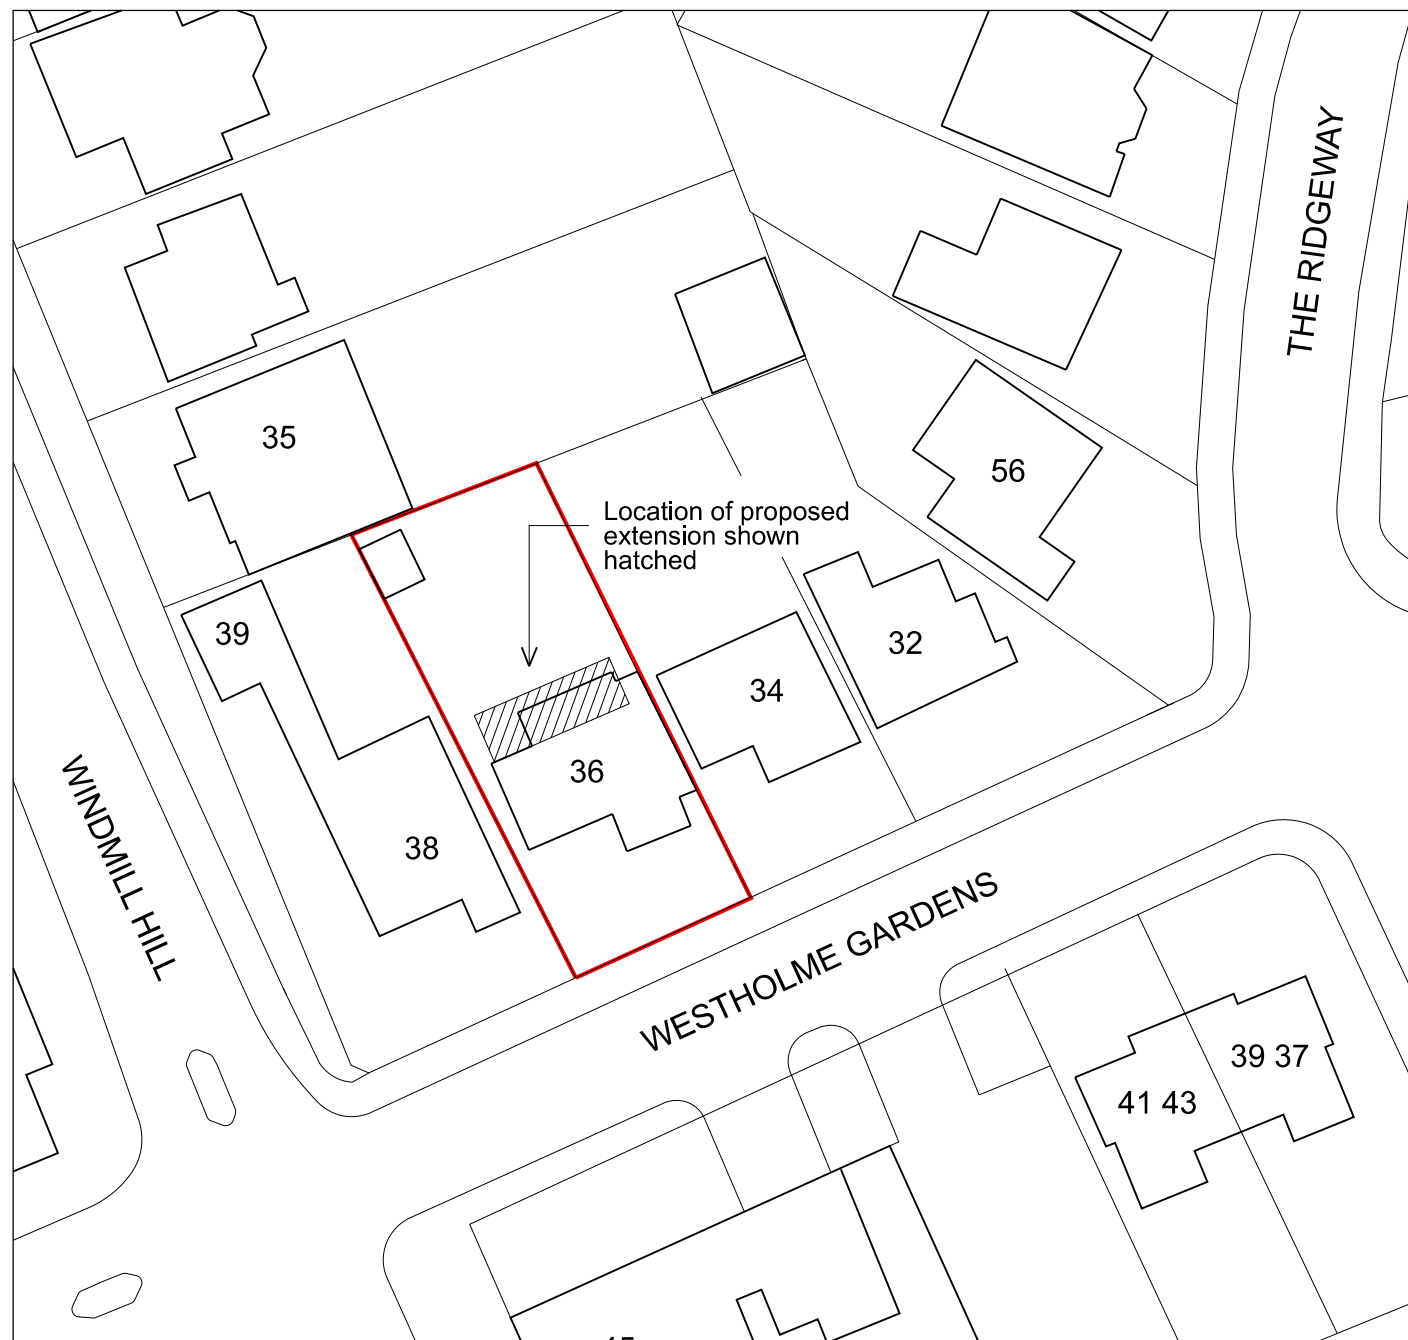 THE RIDGEWAY
35
56
Location of proposed
extension shown
hatched
39
32
34
36
38
WINDMILL HILL
WESTHOLME GARDENS
39 37
41 43